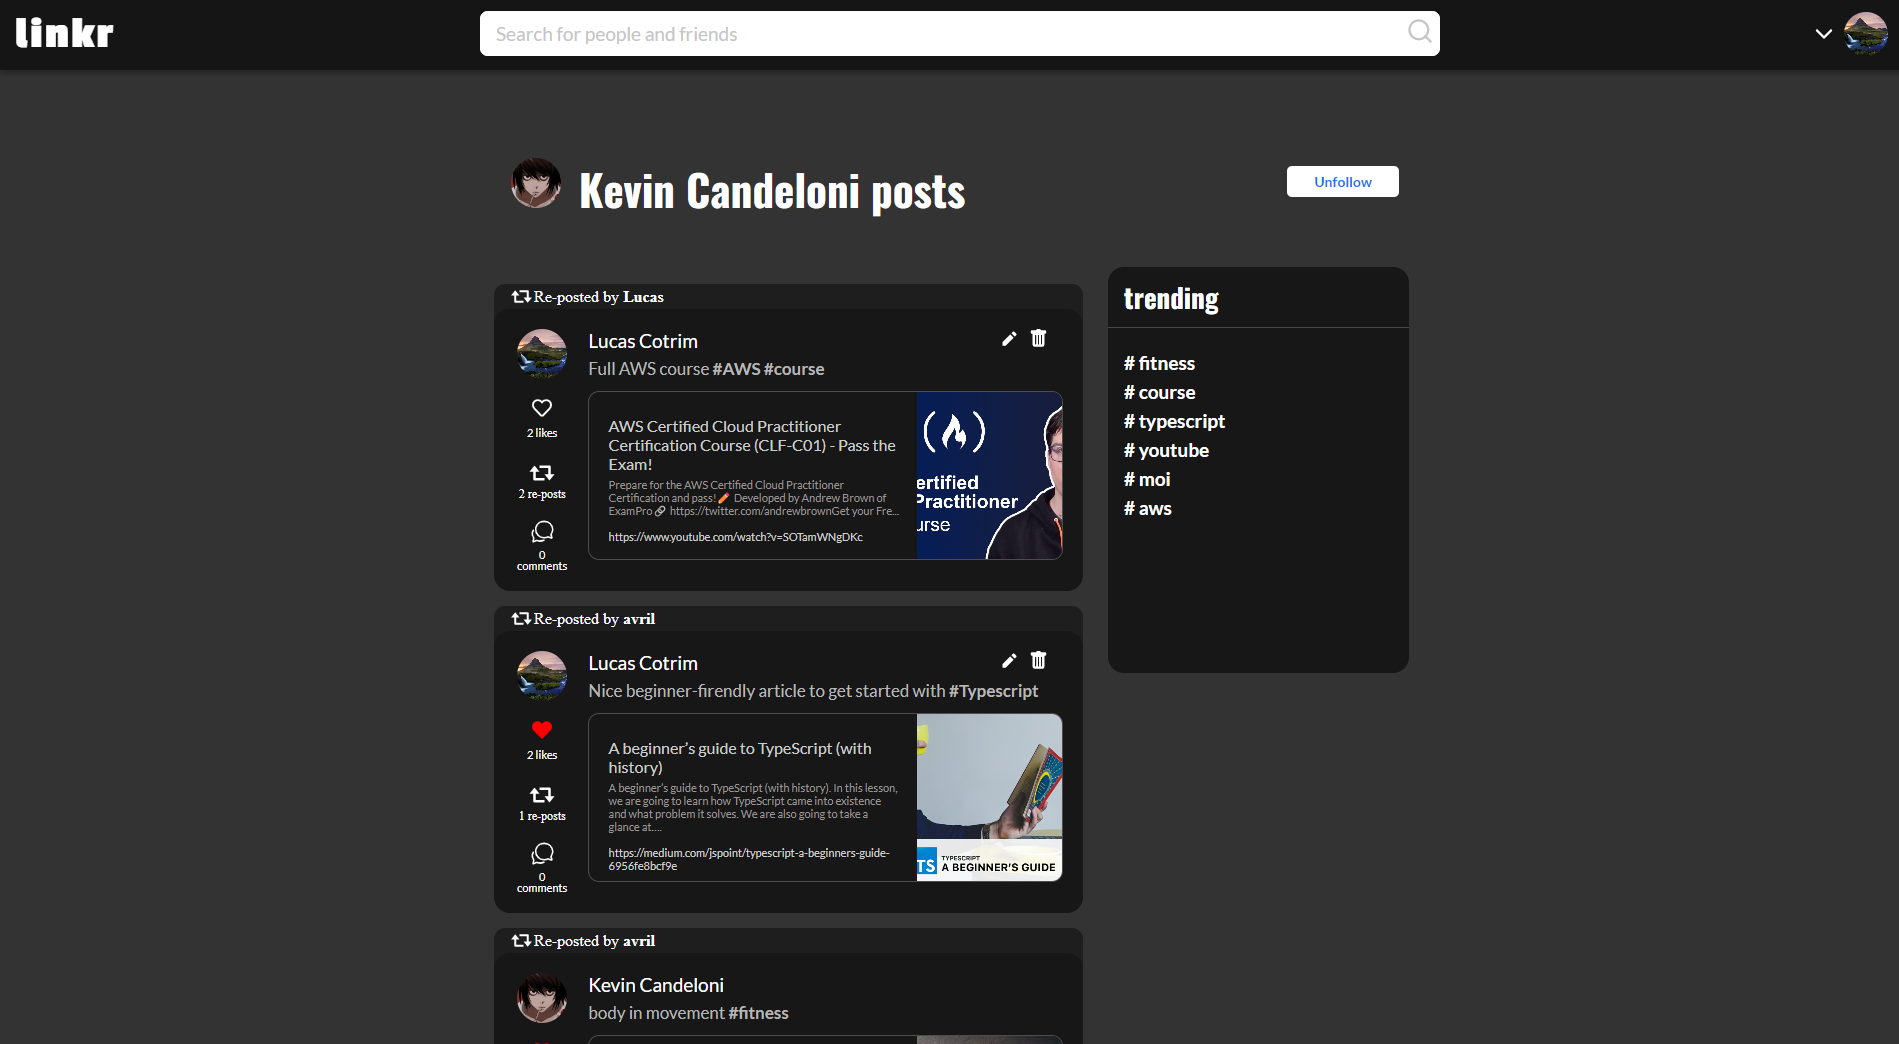 linkr
Search for people and friends
Kevin Candeloni posts
Unfollow
Re-posted by Lucas
Lucas Cotrim
Full AWS course #AWS #course
2 likes
2 re-posts
0
comments
AWS Certified Cloud Practitioner
Certification Course (CLF-C01) - Pass the
Exam!
Prepare for the AWS Certified Cloud Practitioner
Certification and pass!🖍️ Developed by Andrew Brown of
ExamPro 🔗 https://twitter.com/andrewbrownGet your Fre...
https://www.youtube.com/watch?v=SOTamWNgDKc
ertified
Practitioner
urse
Re-posted by avril
Lucas Cotrim
Nice beginner-firendly article to get started with #Typescript
2 likes
1 re-posts
0
comments
A beginner’s guide to TypeScript (with
history)
A beginner’s guide to TypeScript (with history). In this lesson,
we are going to learn how TypeScript came into existence
and what problem it solves. We are also going to take a
glance at....
https://medium.com/jspoint/typescript-a-beginners-guide-
6956fe8bcf9e
TS
TYPESCRIPT
A BEGINNER'S GUIDE
Re-posted by avril
Kevin Candeloni
body in movement #fitness
trending
# fitness
# course
# typescript
# youtube
# moi
# aws